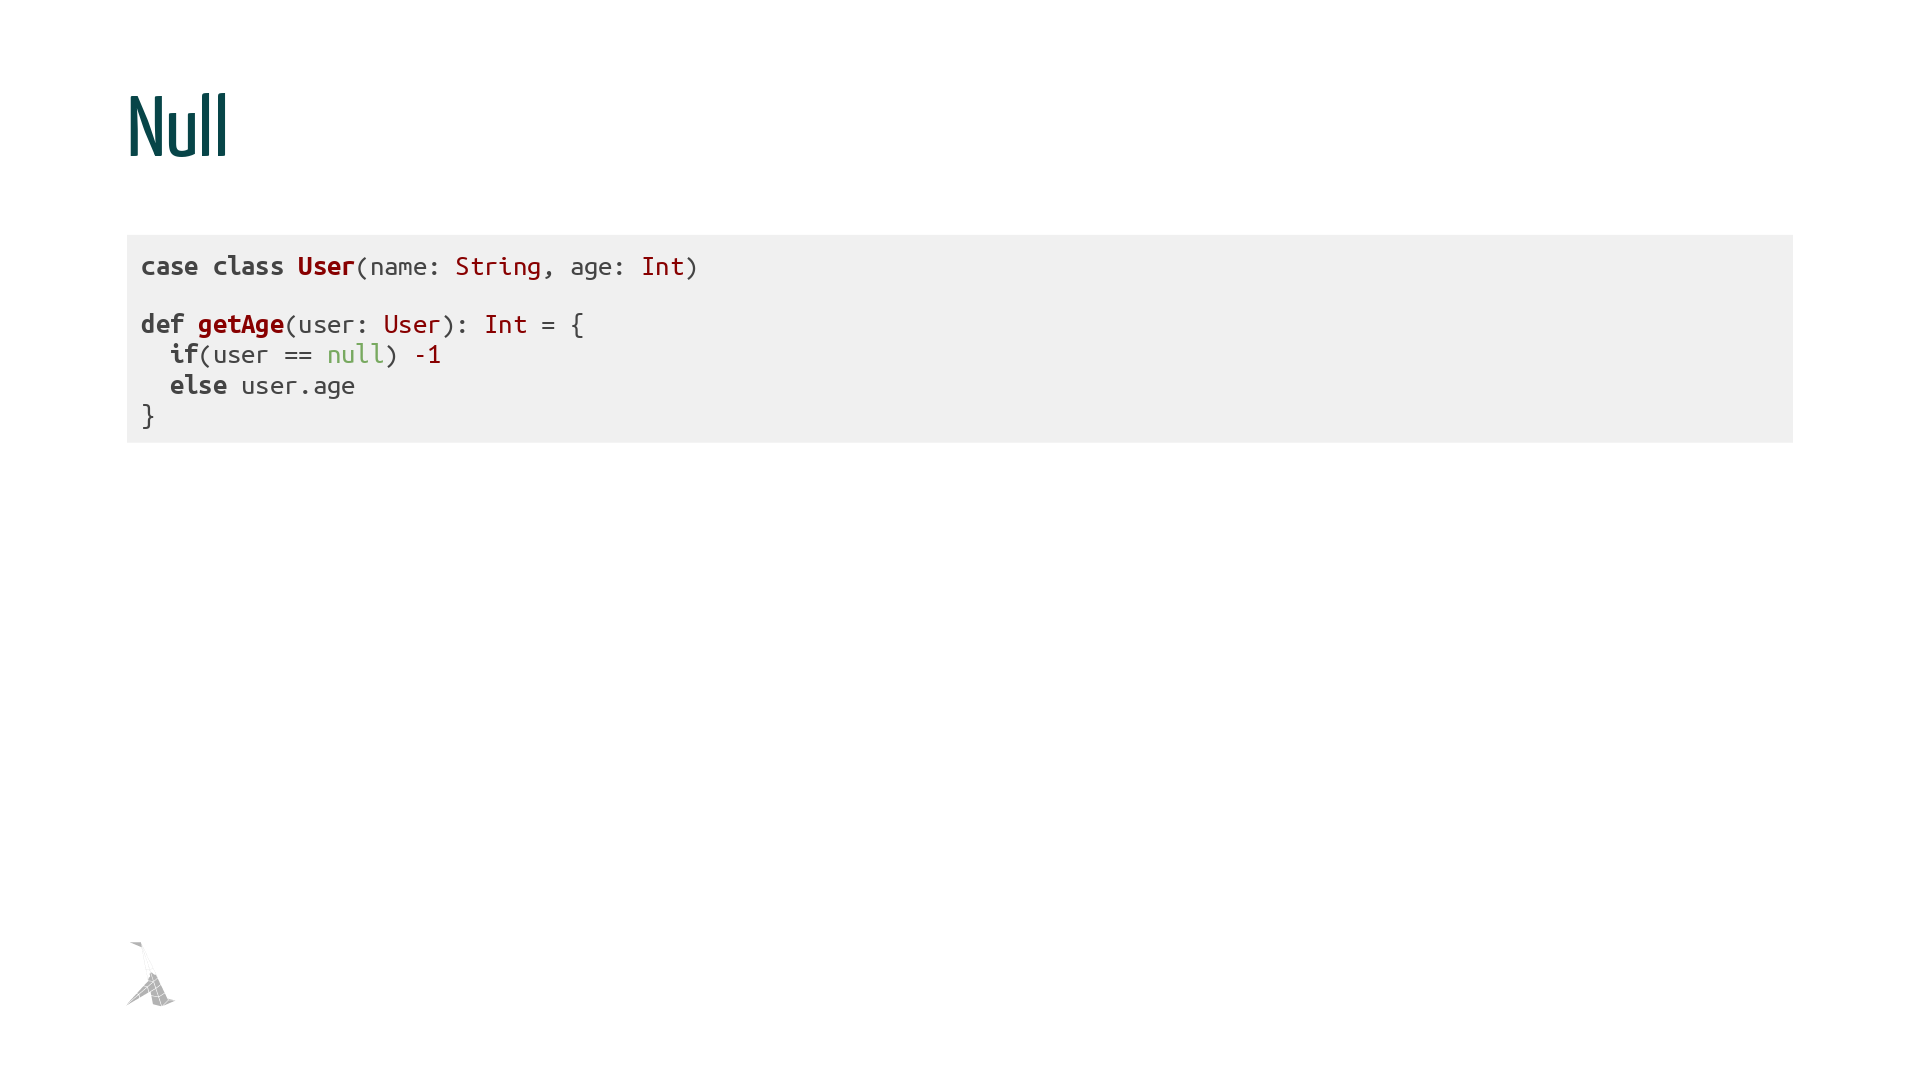 Null
case class User(name: String, age: Int)
def getAge(user: User): Int = {
  if(user == null) -1
  else user.age
}